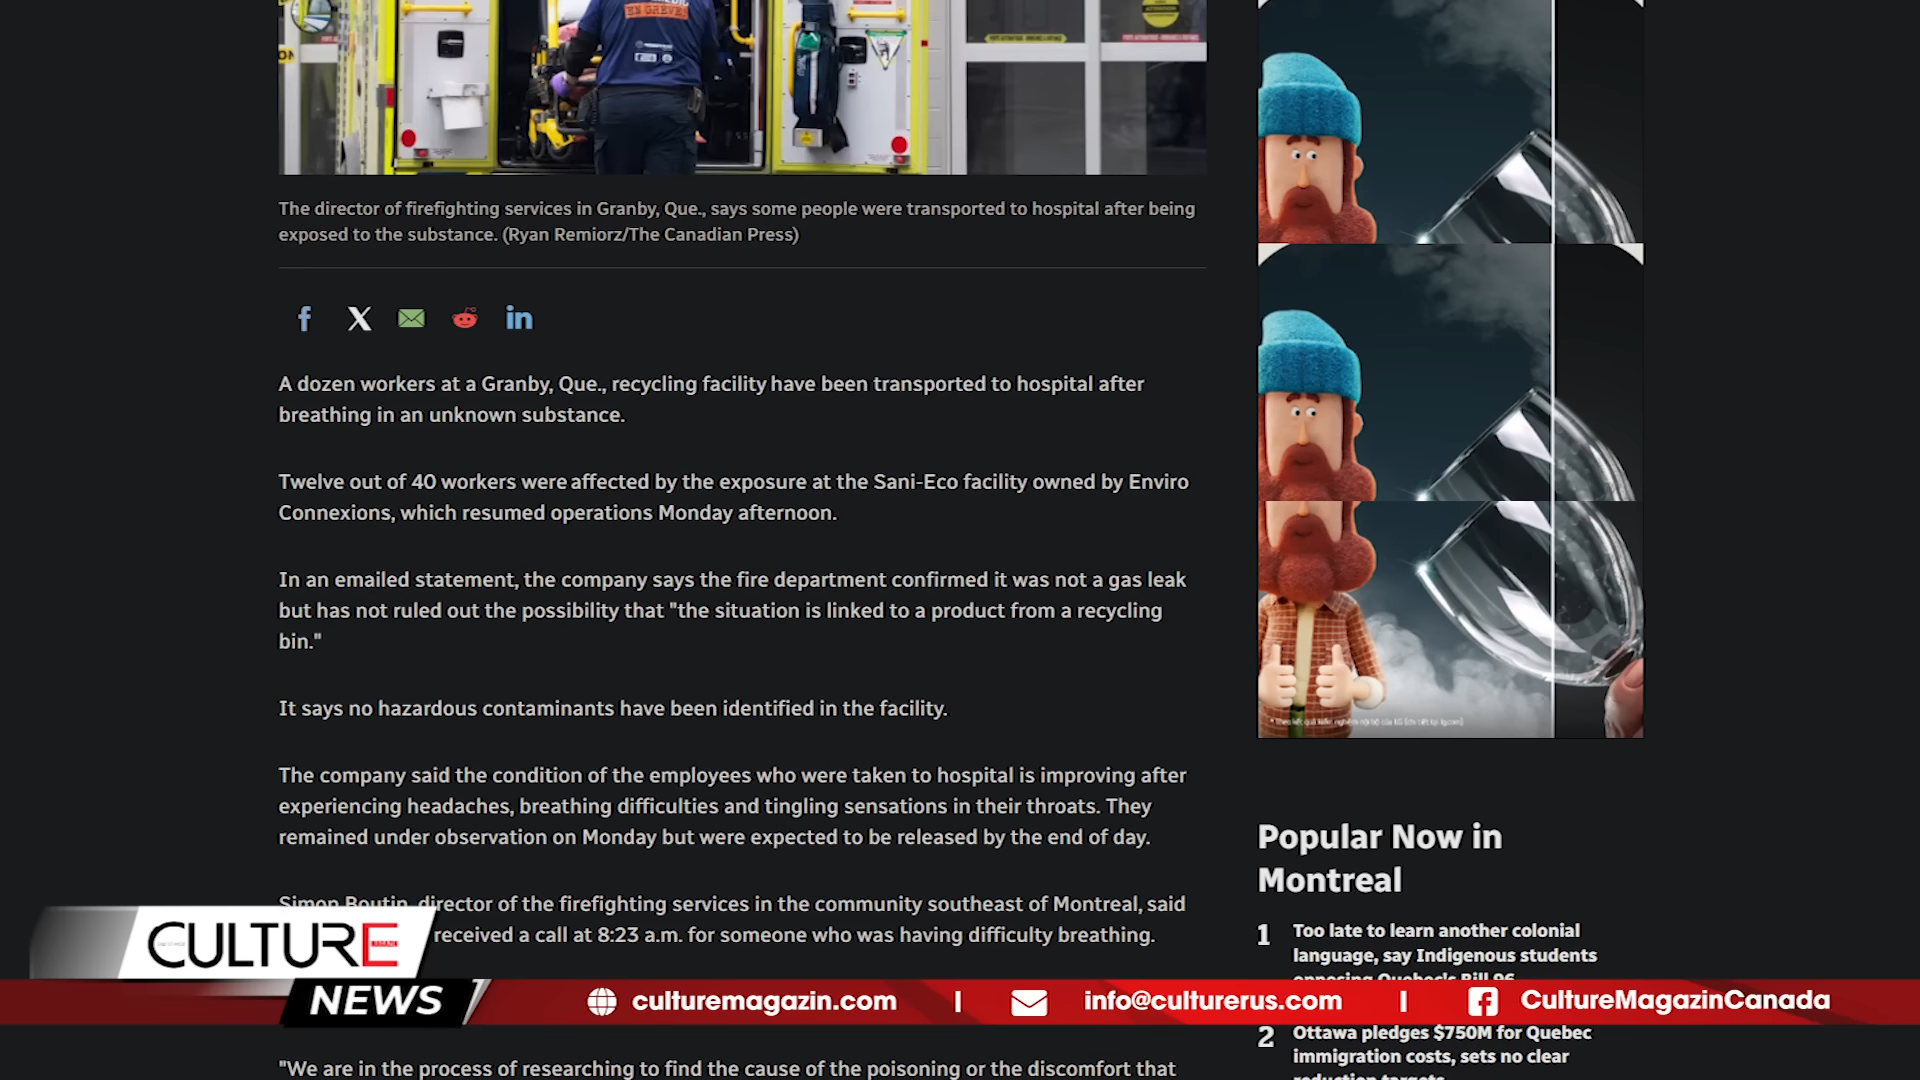 EN GRÈVE
The director of firefighting services in Granby, Que., says some people were transported to hospital after being
exposed to the substance. (Ryan Remiorz/The Canadian Press)
A dozen workers at a Granby, Que., recycling facility have been transported to hospital after
breathing in an unknown substance.
Twelve out of 40 workers were affected by the exposure at the Sani-Eco facility owned by Enviro
Connexions, which resumed operations Monday afternoon.
In an emailed statement, the company says the fire department confirmed it was not a gas leak
but has not ruled out the possibility that "the situation is linked to a product from a recycling
bin."
It says no hazardous contaminants have been identified in the facility.
The company said the condition of the employees who were taken to hospital is improving after
experiencing headaches, breathing difficulties and tingling sensations in their throats. They
remained under observation on Monday but were expected to be released by the end of day.
Simon Boutin, director of the firefighting services in the community southeast of Montreal, said
received a call at 8:23 a.m. for someone who was having difficulty breathing.
"We are in the process of researching to find the cause of the poisoning or the discomfort that
Popular Now in
Montreal
1 Too late to learn another colonial
language, say Indigenous students
opposing Quebec's Bill 96
2 Ottawa pledges $750M for Quebec
immigration costs, sets no clear
reduction targets
CULTURE
NEWS
culturemagazin.com | info@culturerus.com | CultureMagazinCanada